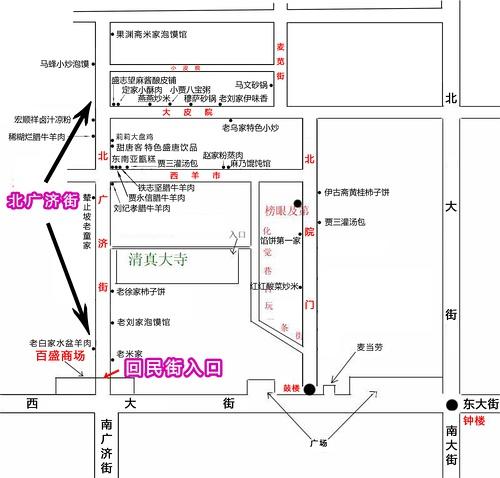 果渊斋米家泡馍馆
麦苋街
马峰小炒泡馍
小皮院
盛志望麻酱酿皮铺
定家小酥肉
小贾八宝粥
马文砂锅
燕燕炒米
穆萨砂锅
老刘家伊味香
大皮院
宏顺祥卤汁凉粉
稀糊烂腊牛羊肉
老乌家特色小炒
北
莉莉大盘鸡
甜唐客 特色盛唐饮品
东南亚甑糕
贾三灌汤包
赵家粉蒸肉
麻乃馄饨馆
北
北
西羊市
铁志坚腊牛羊肉
贾永信腊牛羊肉
刘纪孝腊牛羊肉
北广济街
辇止坡老童家
广济街
榜眼及第
伊古斋黄桂柿子饼
贾三灌汤包
院门
大街
入口
化觉巷古玩一条街
馅饼第一家
清真大寺
老徐家柿子饼
红红酸菜炒米
老刘家泡馍馆
老白家水盆羊肉
百盛商场
老米家
回民街入口
麦当劳
鼓楼
西大街
东大街
钟楼
南广济街
广场
南大街